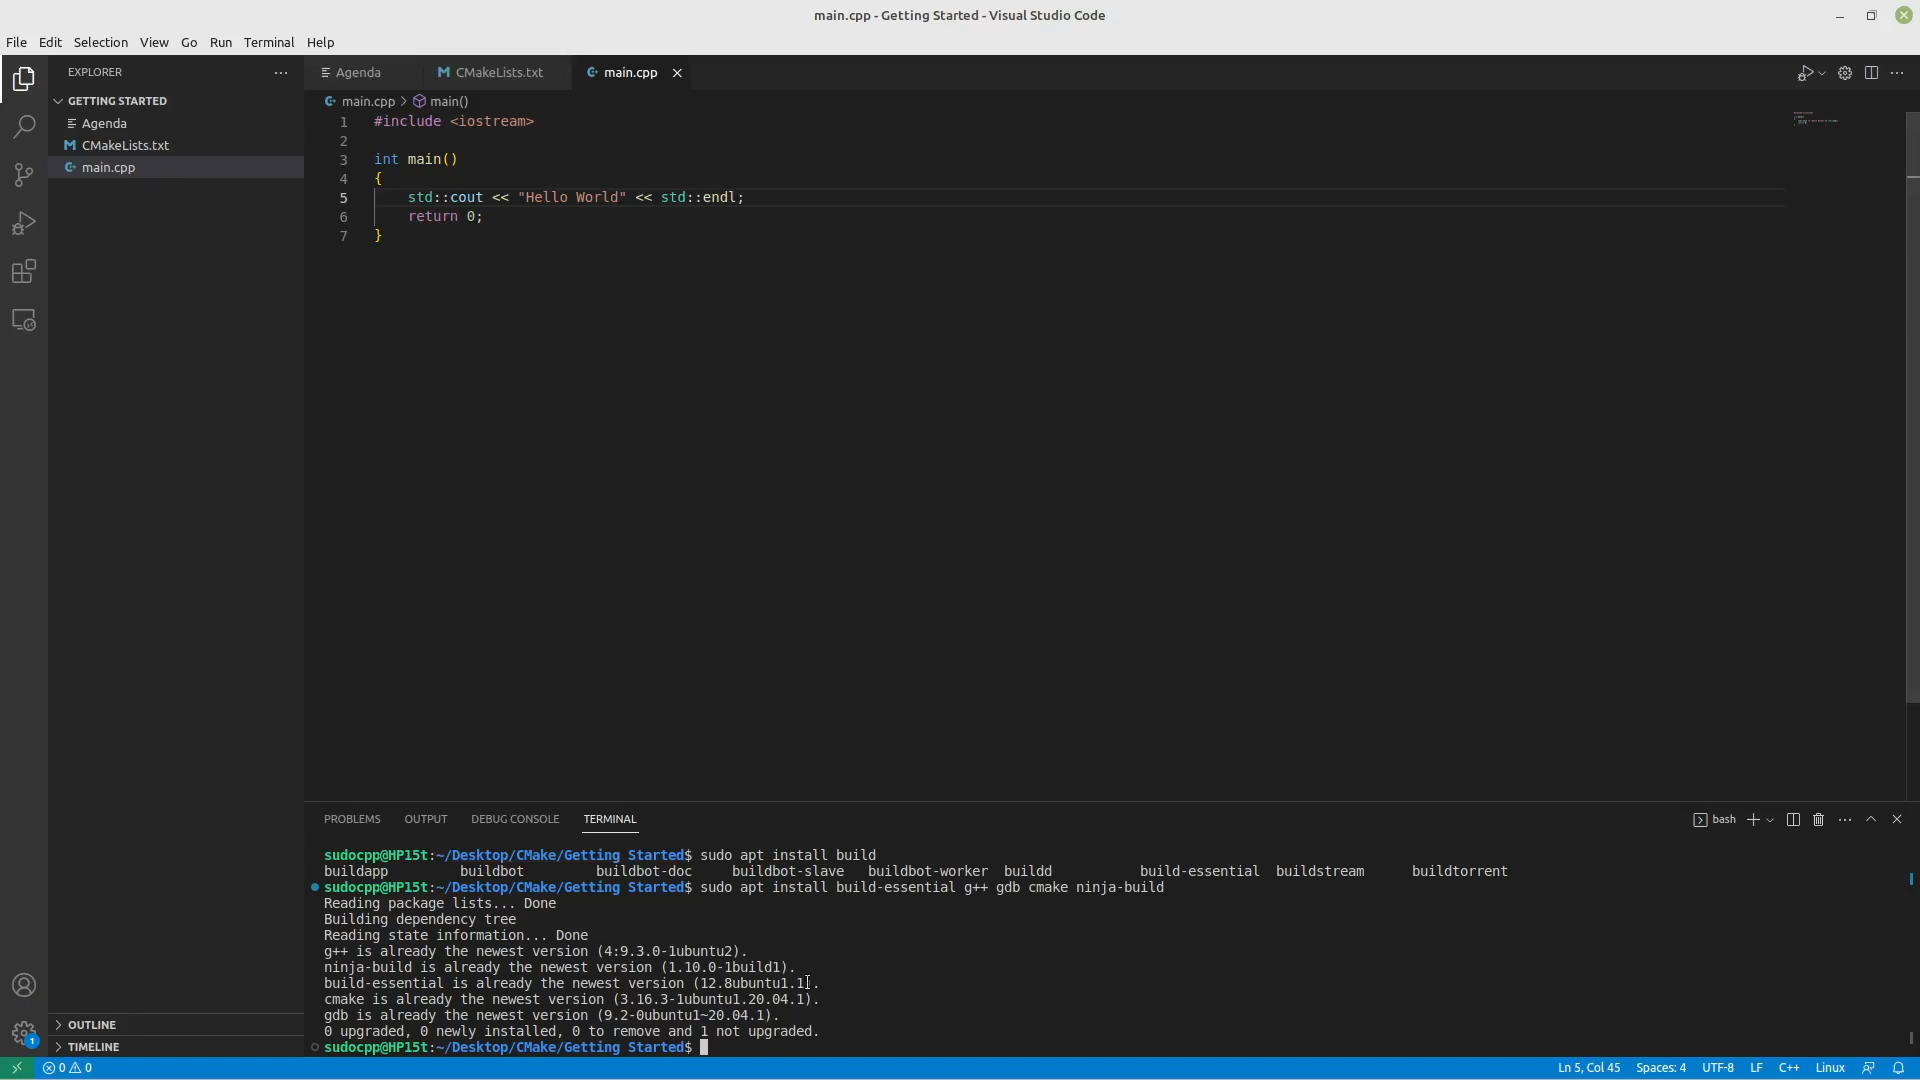 main.cpp - Getting Started - Visual Studio Code
File Edit Selection View Go Run Terminal Help
EXPLORER
GETTING STARTED
Agenda
CMakeLists.txt
main.cpp
OUTLINE
TIMELINE
Agenda CMakeLists.txt main.cpp
main.cpp > main()
1 #include <iostream>
2
3 int main()
4 {
5 std::cout << "Hello World" << std::endl;
6 return 0;
7 }
PROBLEMS OUTPUT DEBUG CONSOLE TERMINAL
bash
sudocpp@HP15t:~/Desktop/CMake/Getting Started$ sudo apt install build
buildapp buildbot buildbot-doc buildbot-slave buildbot-worker buildd build-essential buildstream buildtorrent
sudocpp@HP15t:~/Desktop/CMake/Getting Started$ sudo apt install build-essential g++ gdb cmake ninja-build
Reading package lists... Done
Building dependency tree
Reading state information... Done
g++ is already the newest version (4:9.3.0-1ubuntu2).
ninja-build is already the newest version (1.10.0-1build1).
build-essential is already the newest version (12.8ubuntu1.1).
cmake is already the newest version (3.16.3-1ubuntu1.20.04.1).
gdb is already the newest version (9.2-0ubuntu1~20.04.1).
0 upgraded, 0 newly installed, 0 to remove and 1 not upgraded.
sudocpp@HP15t:~/Desktop/CMake/Getting Started$
1
0 0 Ln 5, Col 45 Spaces: 4 UTF-8 LF C++ Linux